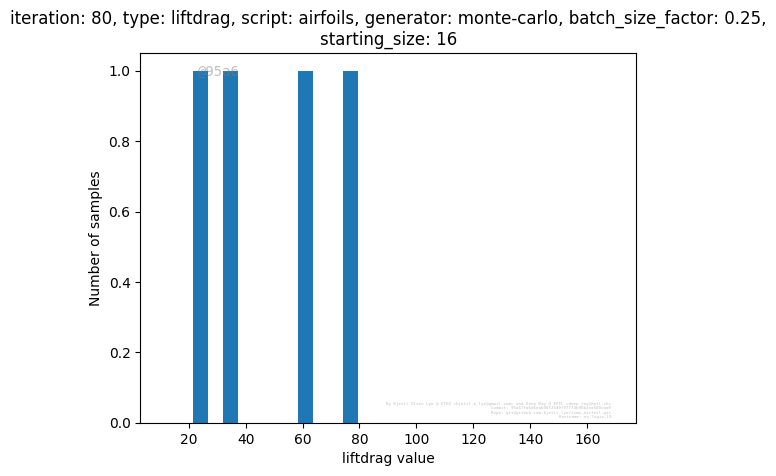 iteration: 80, type: liftdrag, script: airfoils, generator: monte-carlo, batch_size_factor: 0.25,
starting_size: 16
@95a6
1.0
0.8
0.6
0.4
0.2
0.0
Number of samples
20 40 60 80 100 120 140 160
liftdrag value